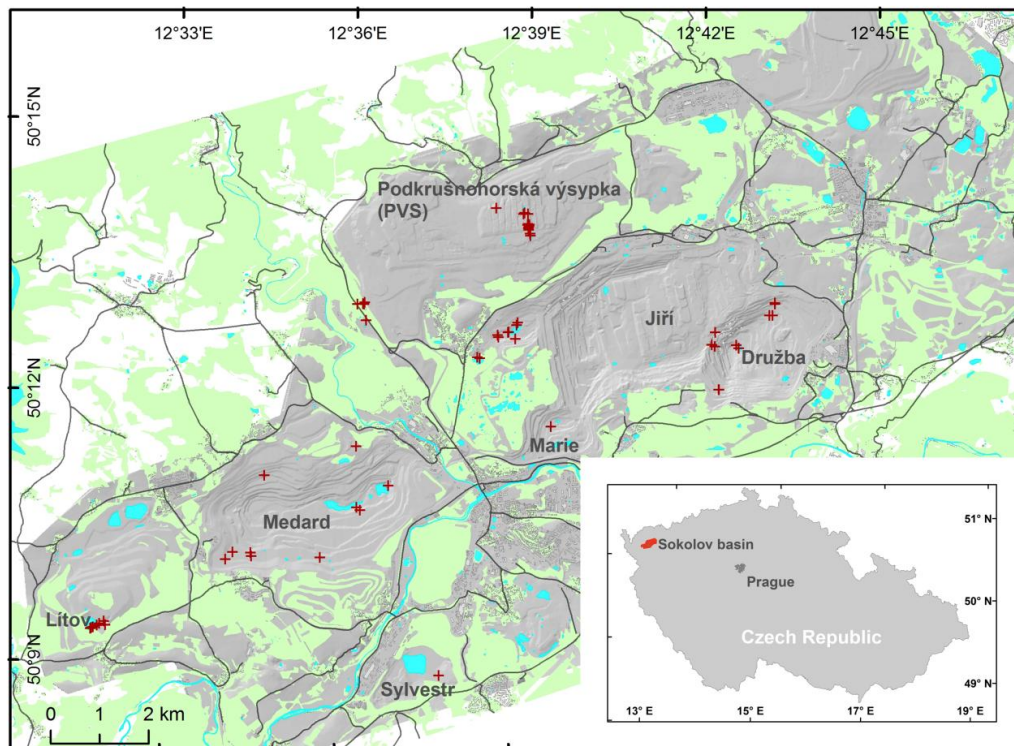 12°33'E 12°36'E 12°39'E 12°42'E 12°45'E
50°15'N
Podkrušnohorská výsypka
(PVS)
Jiří
Družba
50°12'N
Marie
Medard
Lítov
50°9'N
Sylvestr
0 1 2 km
51° N
Sokolov basin
Prague
50° N
Czech Republic
49° N
13° E 15° E 17° E 19° E